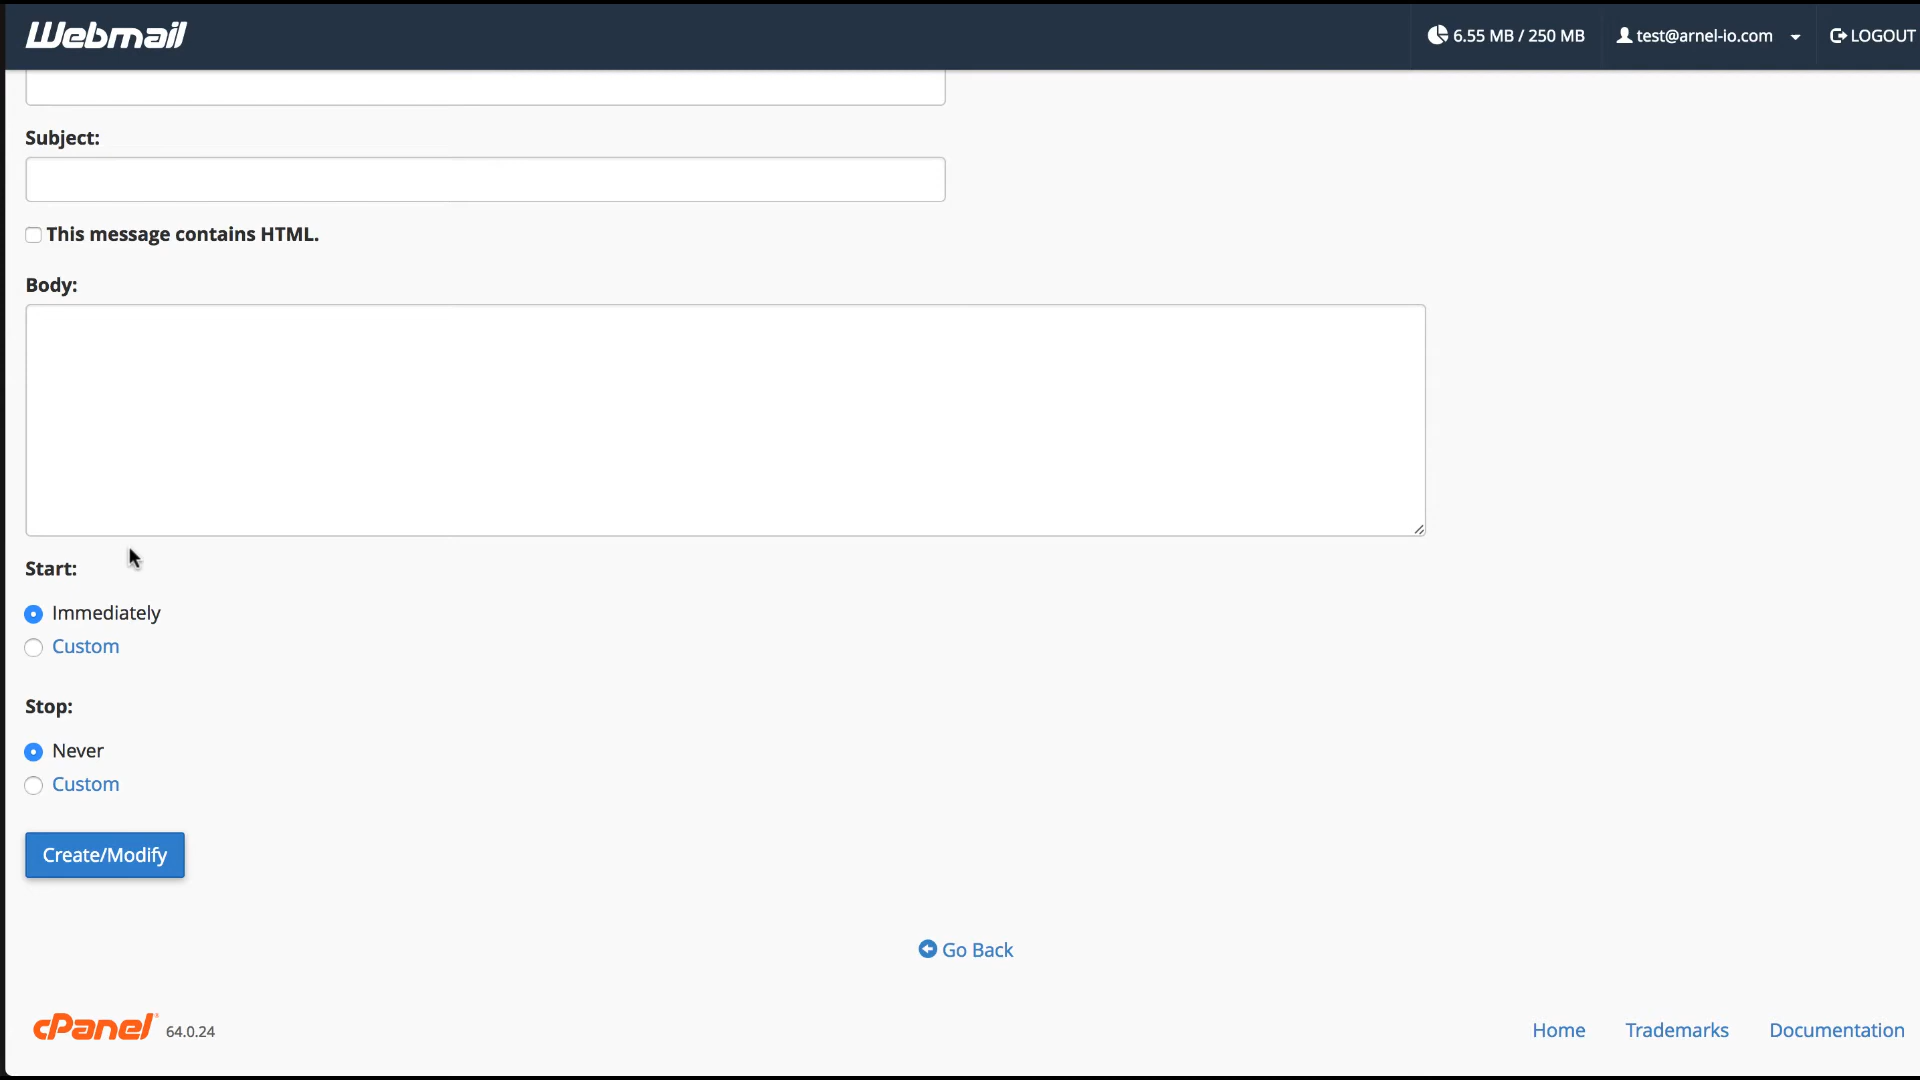 Webmail
6.55 MB / 250 MB
test@arnel-io.com
LOGOUT
Subject:
This message contains HTML.
Body:
Start:
Immediately
Custom
Stop:
Never
Custom
Create/Modify
Go Back
cPanel 64.0.24
Home Trademarks Documentation